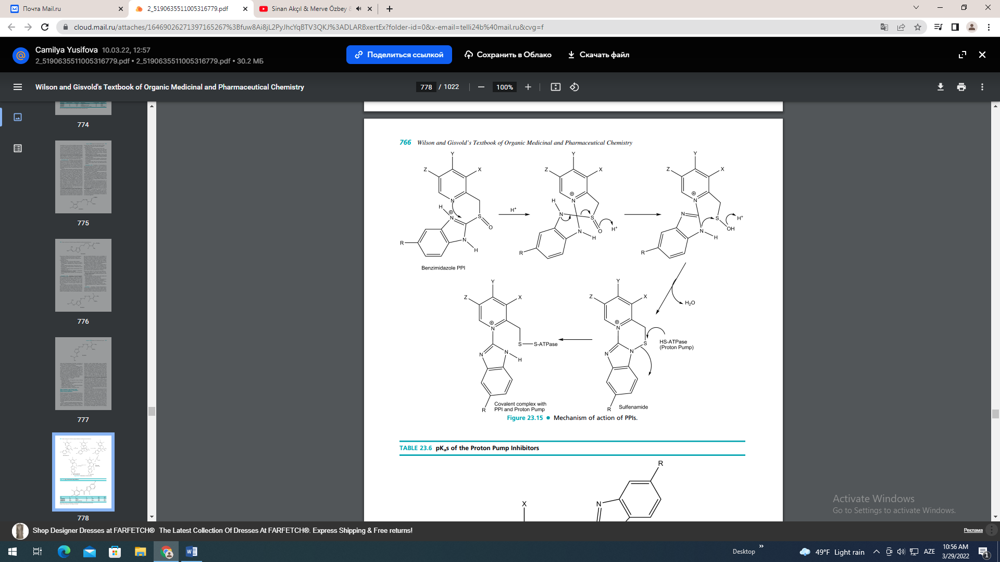 Почта Mail.ru
2_5190635511005316779.pdf
Sinan Akçıl & Merve Özbey
cloud.mail.ru/attaches/16469026271397165267%3Bfuw8Ai8jL2PyJhcYqBTV3QKJ%3ADLARBxertEx?folder-id=0&x-email=telli24b%40mail.ru&cvg=f
Camilya Yusifova 10.03.22, 12:57
2_5190635511005316779.pdf • 2_5190635511005316779.pdf • 30.2 МБ
Поделиться ссылкой
Сохранить в Облако
Скачать файл
Wilson and Gisvold's Textbook of Organic Medicinal and Pharmaceutical Chemistry
778 / 1022
100%
774
775
776
777
778
766 Wilson and Gisvold's Textbook of Organic Medicinal and Pharmaceutical Chemistry
Y
Z
X
N
H
⊕
N
S
O
N
H
R
Benzimidazole PPI
H⁺
Y
Z
X
⊕
N
H
N
S
O
H⁺
N
H
R
Y
Z
X
⊕
N
N
S
H⁺
OH
N
H
R
H₂O
Y
Z
X
⊕
N
S
S-ATPase
N
N
H
R
Covalent complex with
PPI and Proton Pump
Y
Z
X
⊕
N
S
HS-ATPase
(Proton Pump)
N
N
R
Sulfenamide
Figure 23.15 • Mechanism of action of PPIs.
TABLE 23.6 pKₐs of the Proton Pump Inhibitors
R
X
N
Activate Windows
Go to Settings to activate Windows.
Shop Designer Dresses at FARFETCH® The Latest Collection Of Dresses At FARFETCH®. Express Shipping & Free returns!
Реклама
Desktop
»
49°F Light rain
AZE
10:56 AM
3/29/2022
1